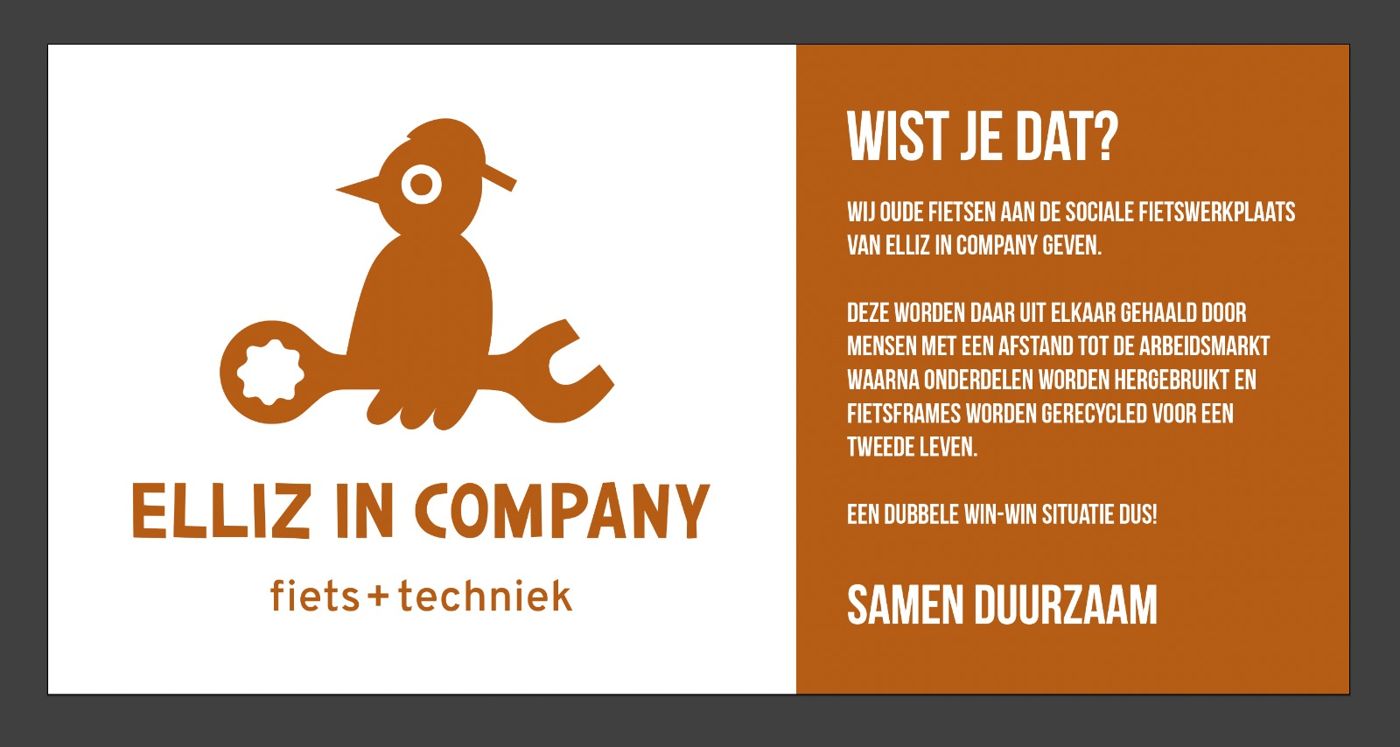 ELLIZ IN COMPANY
fiets + techniek
WIST JE DAT?
WIJ OUDE FIETSEN AAN DE SOCIALE FIETSWERKPLAATS
VAN ELLIZ IN COMPANY GEVEN.
DEZE WORDEN DAAR UIT ELKAAR GEHAALD DOOR
MENSEN MET EEN AFSTAND TOT DE ARBEIDSMARKT
WAARNA ONDERDELEN WORDEN HERGEBRUIKT EN
FIETSFRAMES WORDEN GERECYCLED VOOR EEN
TWEEDE LEVEN.
EEN DUBBELE WIN-WIN SITUATIE DUS!
SAMEN DUURZAAM